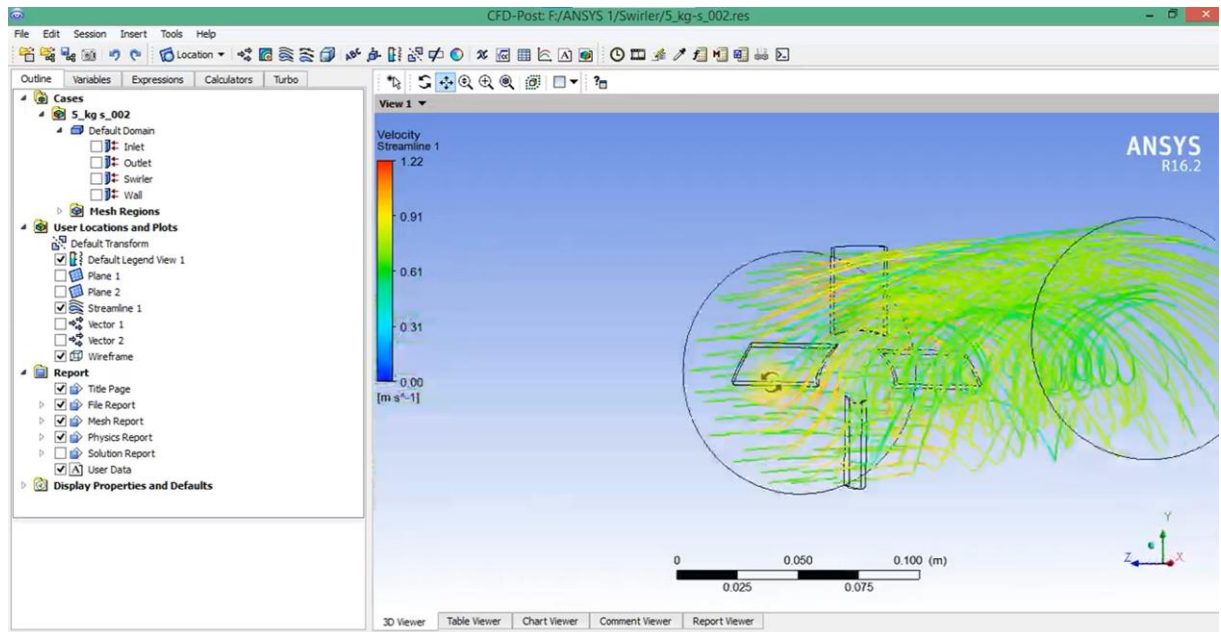 CFD-Post: F:/ANSYS 1/Swirler/5_kg-s_002.res
File Edit Session Insert Tools Help
Location
Outline Variables Expressions Calculators Turbo
Cases
5_kg s_002
Default Domain
Inlet
Outlet
Swirler
Wall
Mesh Regions
User Locations and Plots
Default Transform
Default Legend View 1
Plane 1
Plane 2
Streamline 1
Vector 1
Vector 2
Wireframe
Report
Title Page
File Report
Mesh Report
Physics Report
Solution Report
User Data
Display Properties and Defaults
View 1
Velocity
Streamline 1
1.22
0.91
0.61
0.31
0.00
[m s^-1]
ANSYS
R16.2
0 0.050 0.100 (m)
0.025 0.075
Y
Z X
3D Viewer Table Viewer Chart Viewer Comment Viewer Report Viewer